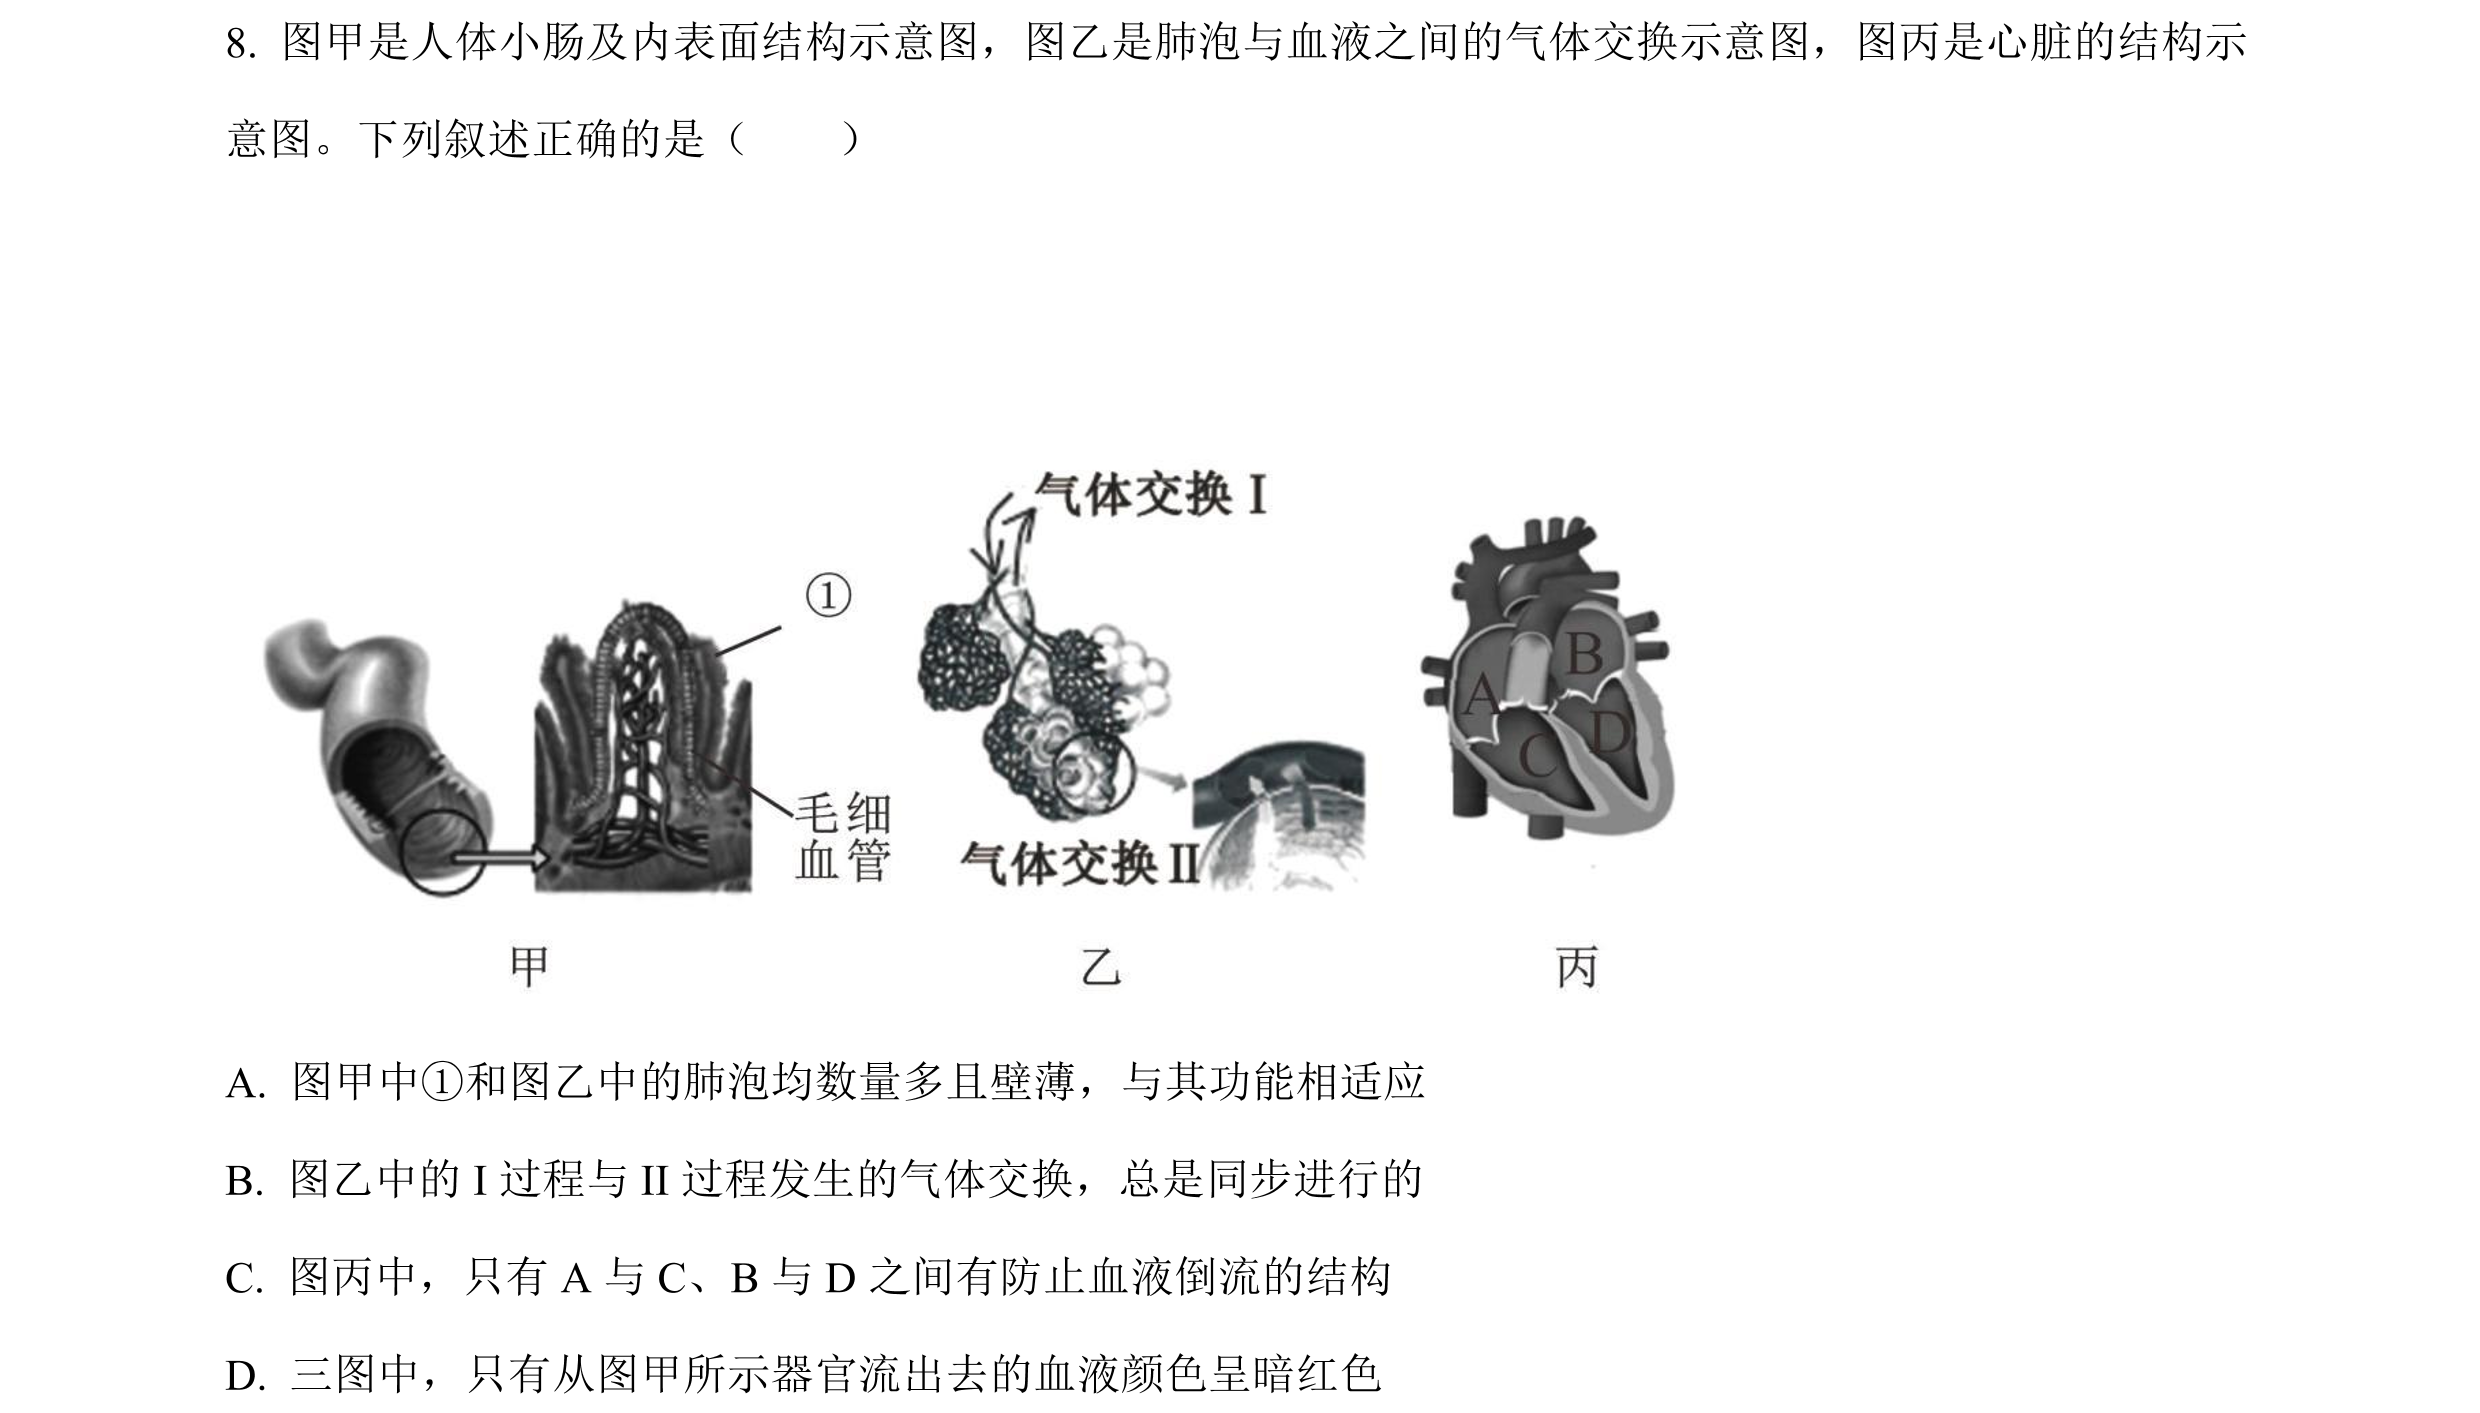 8. 图甲是人体小肠及内表面结构示意图，图乙是肺泡与血液之间的气体交换示意图，图丙是心脏的结构示
意图。下列叙述正确的是（　　）
气体交换Ⅰ
①
毛细
血管
气体交换Ⅱ
A
B
C
D
甲
乙
丙
A. 图甲中①和图乙中的肺泡均数量多且壁薄，与其功能相适应
B. 图乙中的 I 过程与 II 过程发生的气体交换，总是同步进行的
C. 图丙中，只有 A 与 C、B 与 D 之间有防止血液倒流的结构
D. 三图中，只有从图甲所示器官流出去的血液颜色呈暗红色